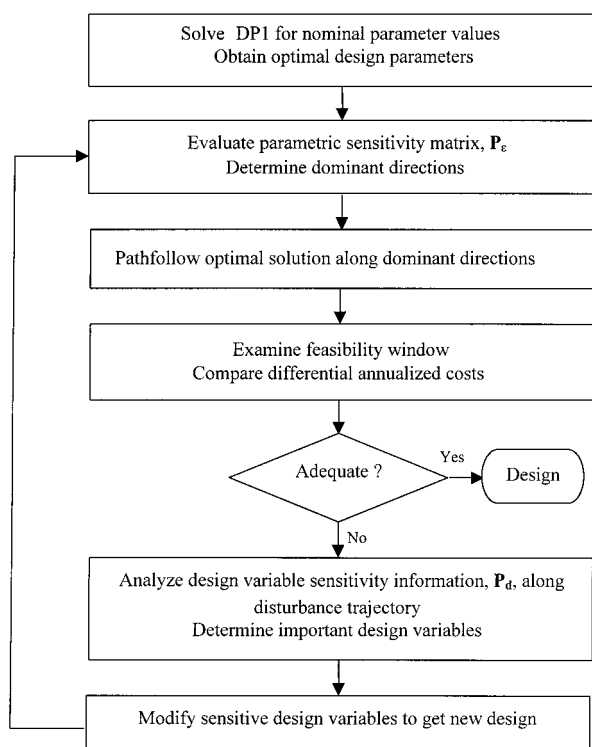 Solve DP1 for nominal parameter values
Obtain optimal design parameters
Evaluate parametric sensitivity matrix, Pε
Determine dominant directions
Pathfollow optimal solution along dominant directions
Examine feasibility window
Compare differential annualized costs
Adequate ?
Yes
Design
No
Analyze design variable sensitivity information, Pd, along
disturbance trajectory
Determine important design variables
Modify sensitive design variables to get new design